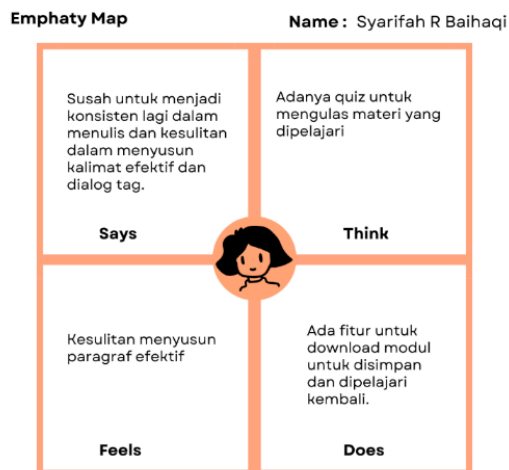 Emphaty Map
Name : Syarifah R Baihaqi
Susah untuk menjadi
konsisten lagi dalam
menulis dan kesulitan
dalam menyusun
kalimat efektif dan
dialog tag.
Says
Adanya quiz untuk
mengulas materi yang
dipelajari
Think
Kesulitan menyusun
paragraf efektif
Feels
Ada fitur untuk
download modul
untuk disimpan
dan dipelajari
kembali.
Does